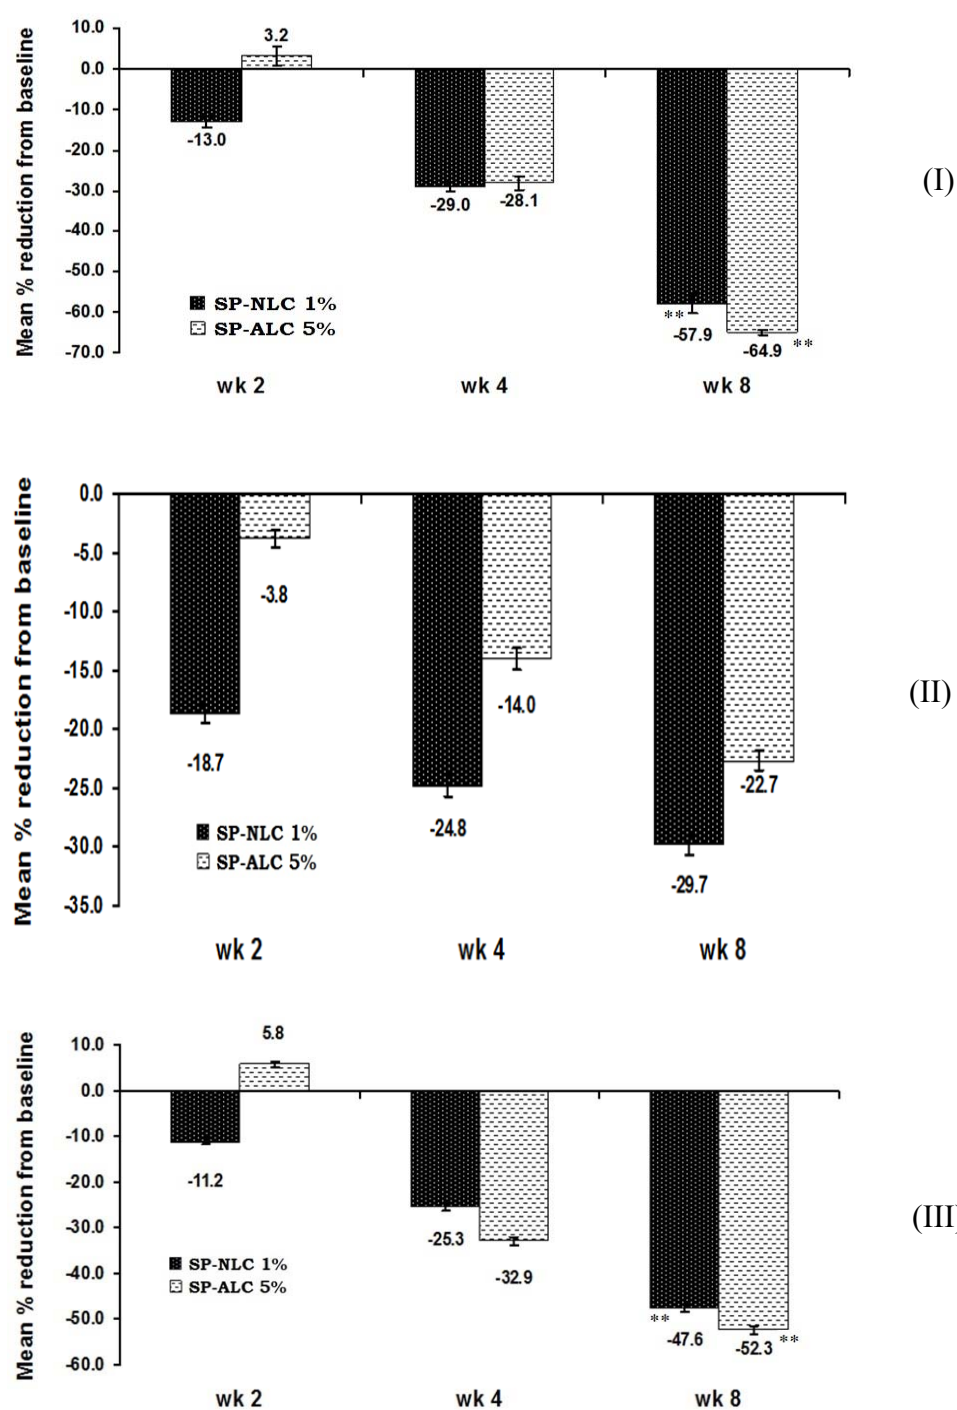 Mean % reduction from baseline
10.0
0.0
-10.0
-20.0
-30.0
-40.0
-50.0
-60.0
-70.0
3.2
-13.0
-29.0
-28.1
**
-57.9
-64.9
**
SP-NLC 1%
SP-ALC 5%
wk 2
wk 4
wk 8
(I)
Mean % reduction from baseline
0.0
-5.0
-10.0
-15.0
-20.0
-25.0
-30.0
-35.0
-3.8
-18.7
-14.0
-24.8
-22.7
-29.7
SP-NLC 1%
SP-ALC 5%
wk 2
wk 4
wk 8
(II)
Mean % reduction from baseline
10.0
0.0
-10.0
-20.0
-30.0
-40.0
-50.0
-60.0
5.8
-11.2
-25.3
-32.9
**
-47.6
-52.3
**
SP-NLC 1%
SP-ALC 5%
wk 2
wk 4
wk 8
(III)